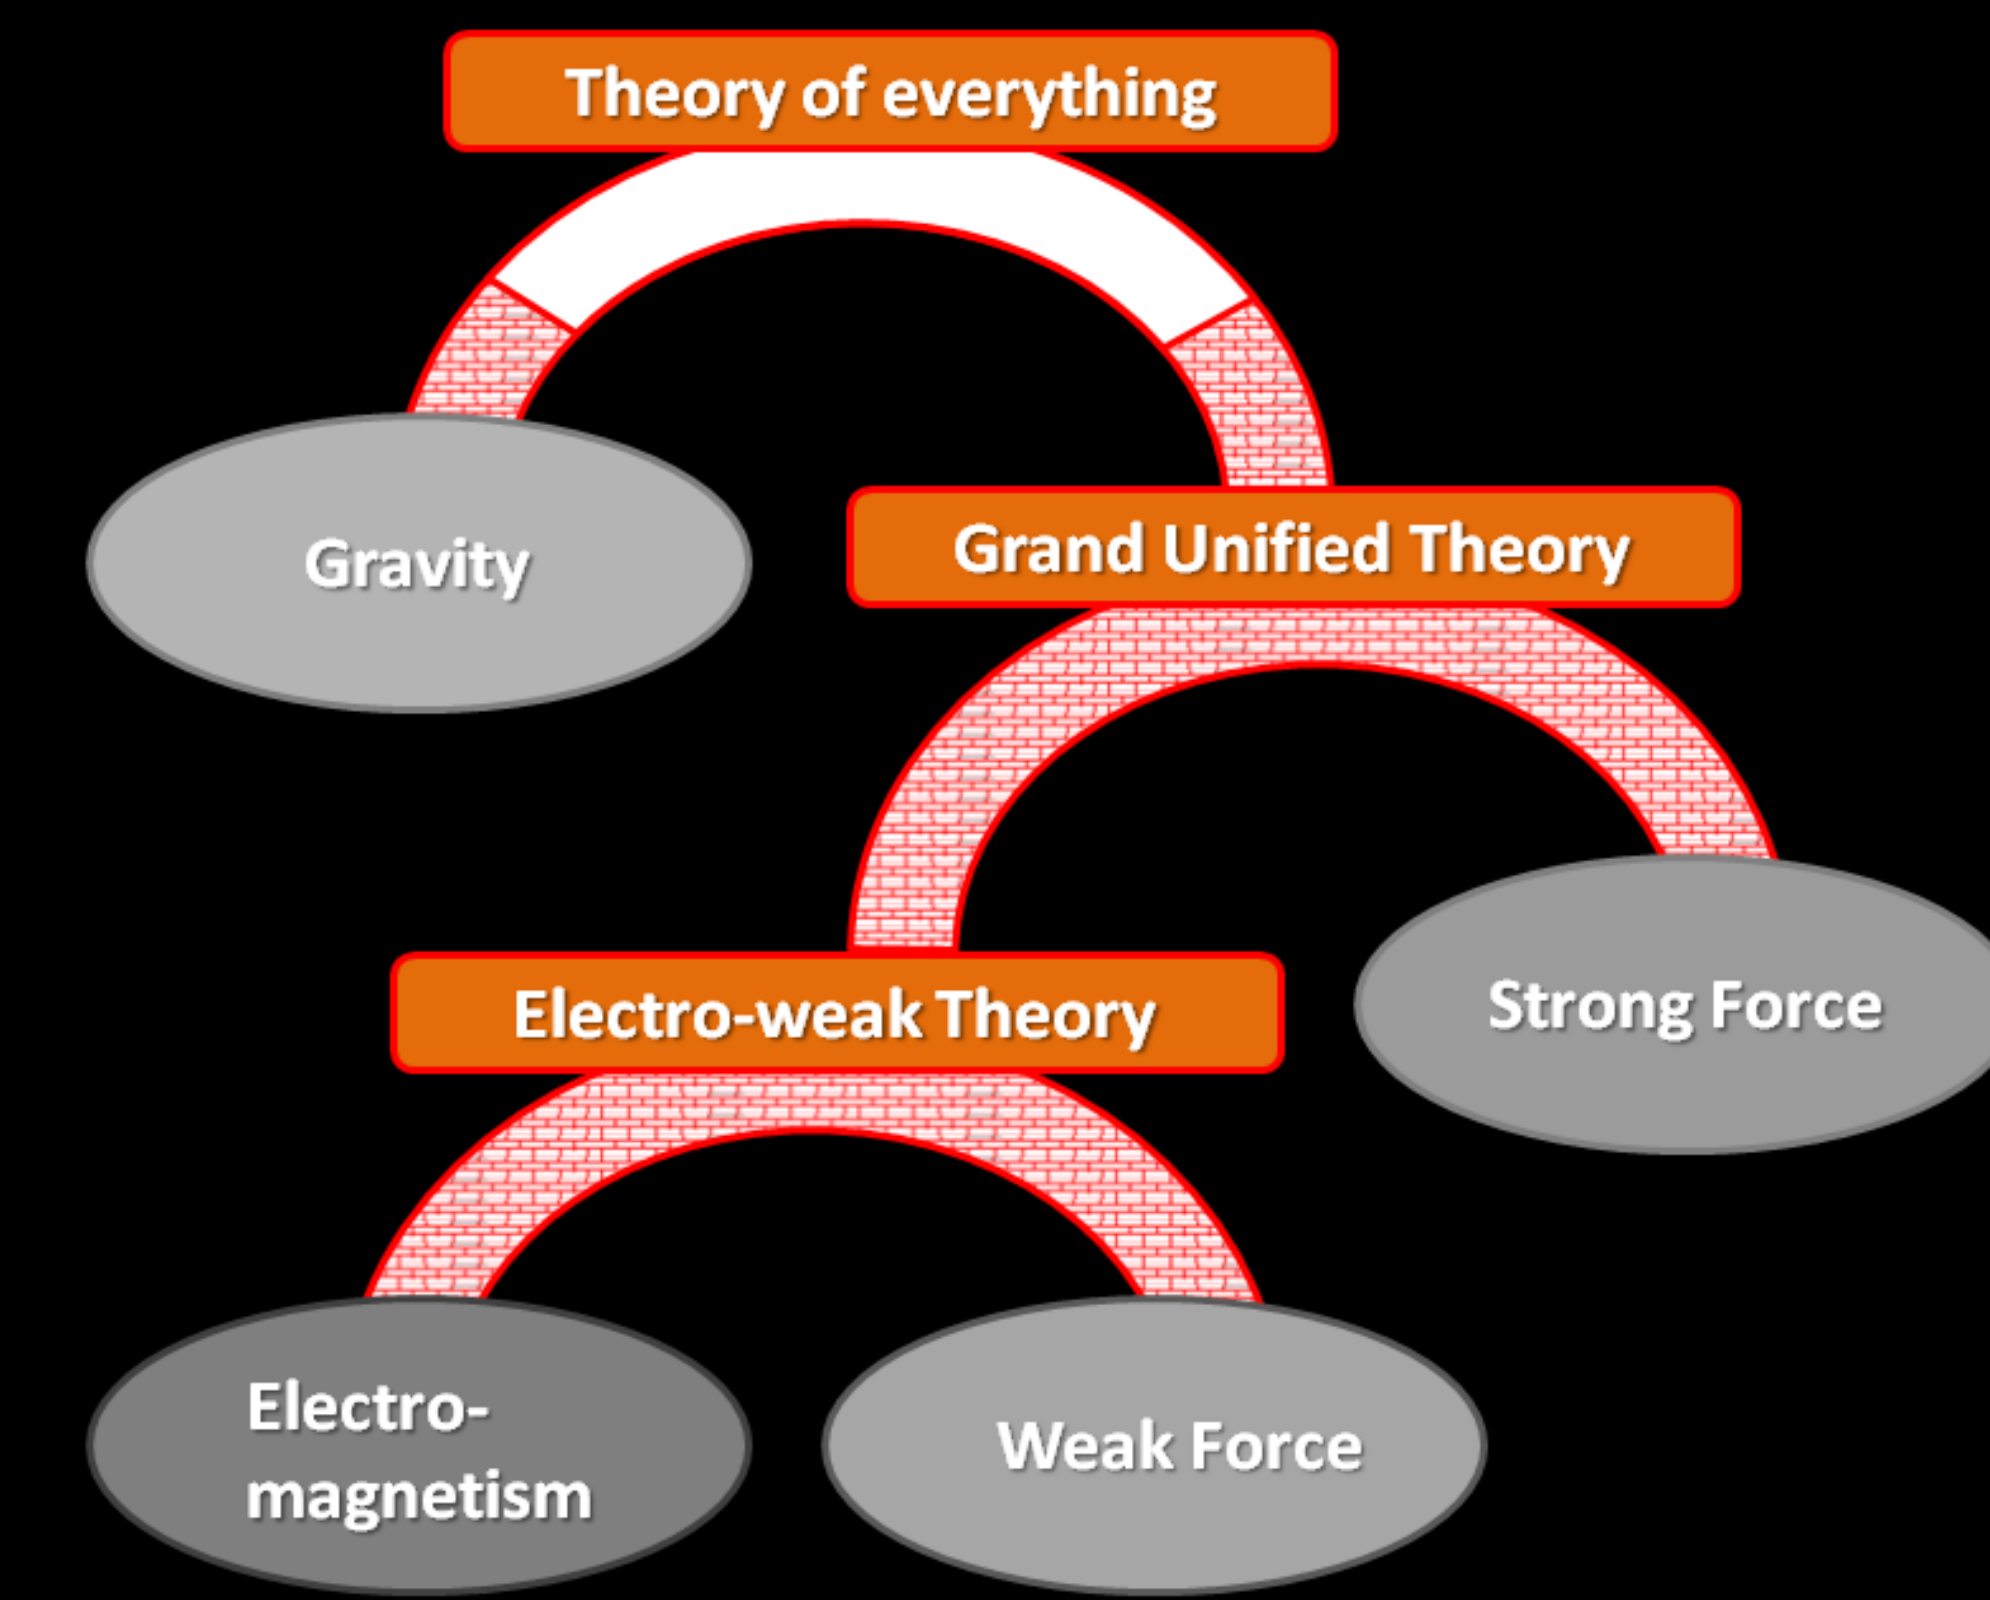 Theory of everything
Gravity
Grand Unified Theory
Electro-weak Theory
Strong Force
Electro-
magnetism
Weak Force